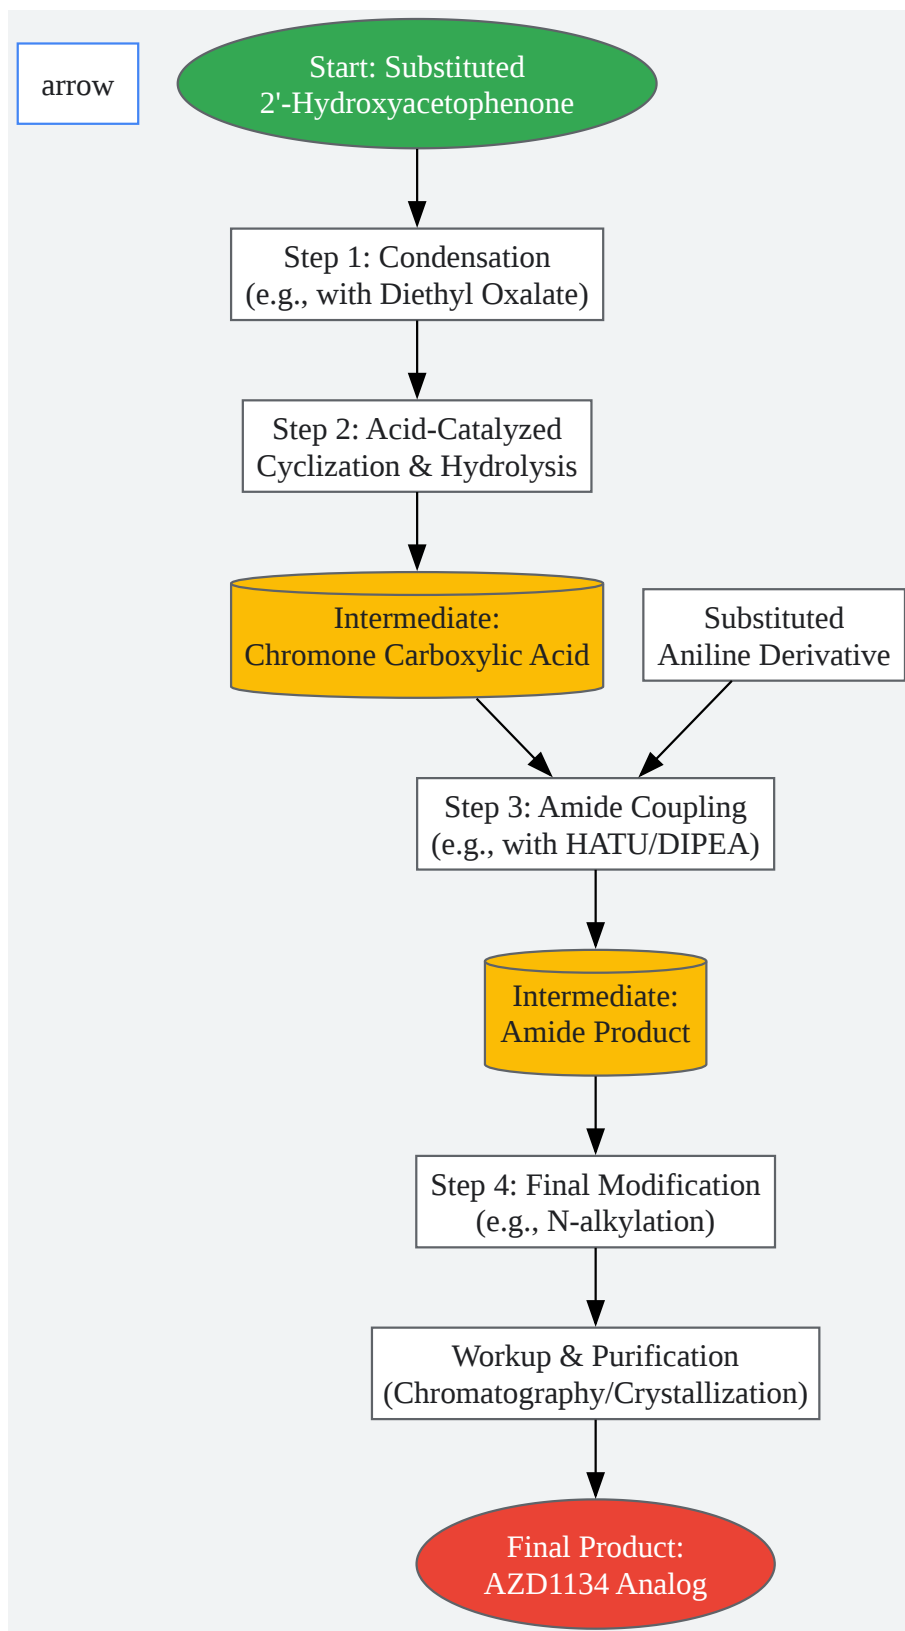 arrow
Start: Substituted
2'-Hydroxyacetophenone
Step 1: Condensation
(e.g., with Diethyl Oxalate)
Step 2: Acid-Catalyzed
Cyclization & Hydrolysis
Intermediate:
Chromone Carboxylic Acid
Substituted
Aniline Derivative
Step 3: Amide Coupling
(e.g., with HATU/DIPEA)
Intermediate:
Amide Product
Step 4: Final Modification
(e.g., N-alkylation)
Workup & Purification
(Chromatography/Crystallization)
Final Product:
AZD1134 Analog